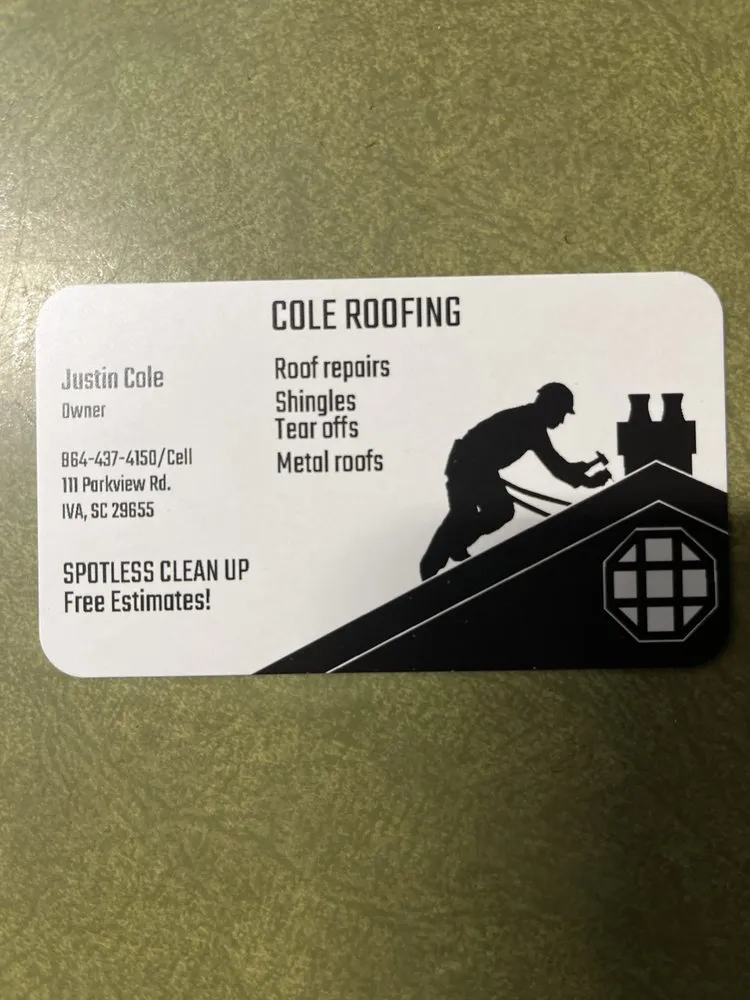 COLE ROOFING
Justin Cole
Owner
864-437-4150/Cell
111 Parkview Rd.
IVA, SC 29655
SPOTLESS CLEAN UP
Free Estimates!
Roof repairs
Shingles
Tear offs
Metal roofs